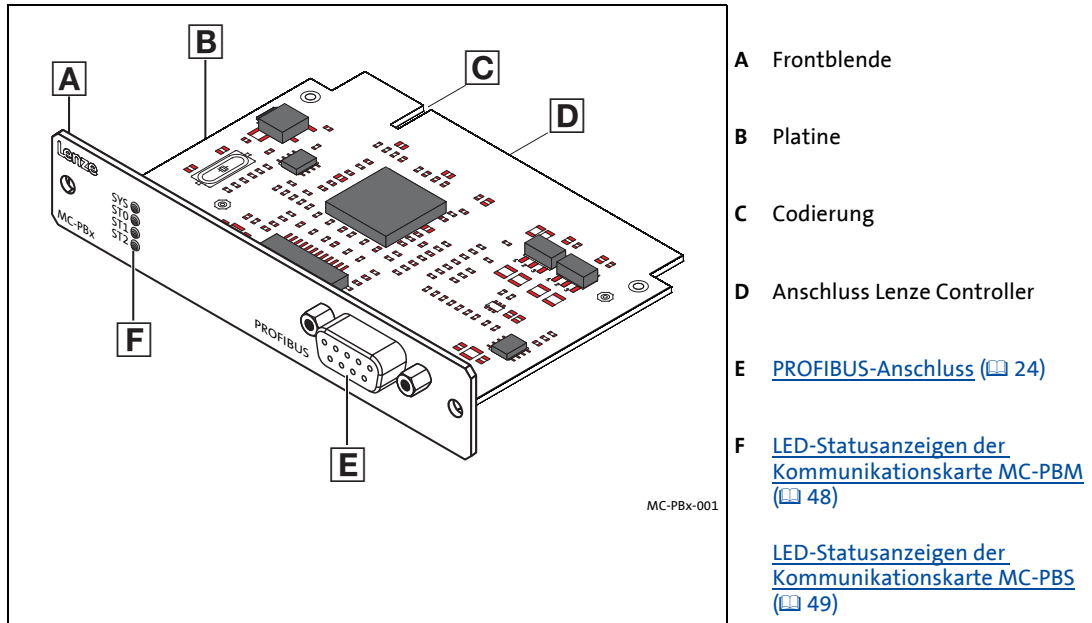 B
A
C
D
Lenze
SYS
ST0
ST1
ST2
MC-PBx
F
PROFIBUS
E
MC-PBx-001
A Frontblende
B Platine
C Codierung
D Anschluss Lenze Controller
E PROFIBUS-Anschluss (🕮 24)
F LED-Statusanzeigen der
Kommunikationskarte MC-PBM
(🕮 48)
LED-Statusanzeigen der
Kommunikationskarte MC-PBS
(🕮 49)